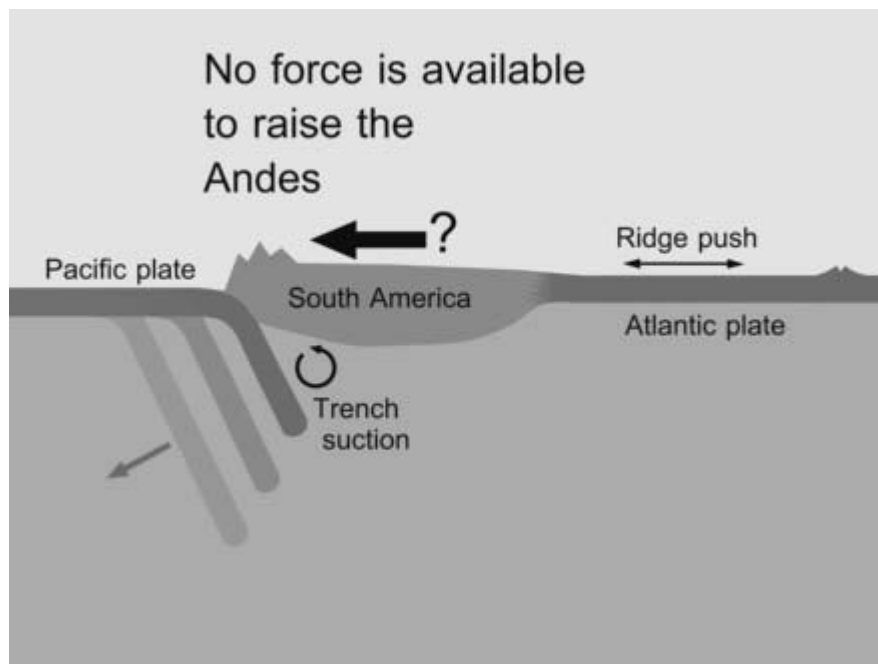 No force is available
to raise the
Andes
?
Ridge push
Pacific plate
South America
Atlantic plate
Trench
suction